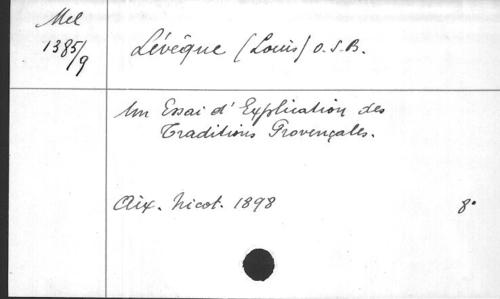 Mel
1385/9
Lévêque (Louis) O.S.B.
Un Essai d'Explication des
Traditions Provençales.
Aix. Nicot. 1898 8°